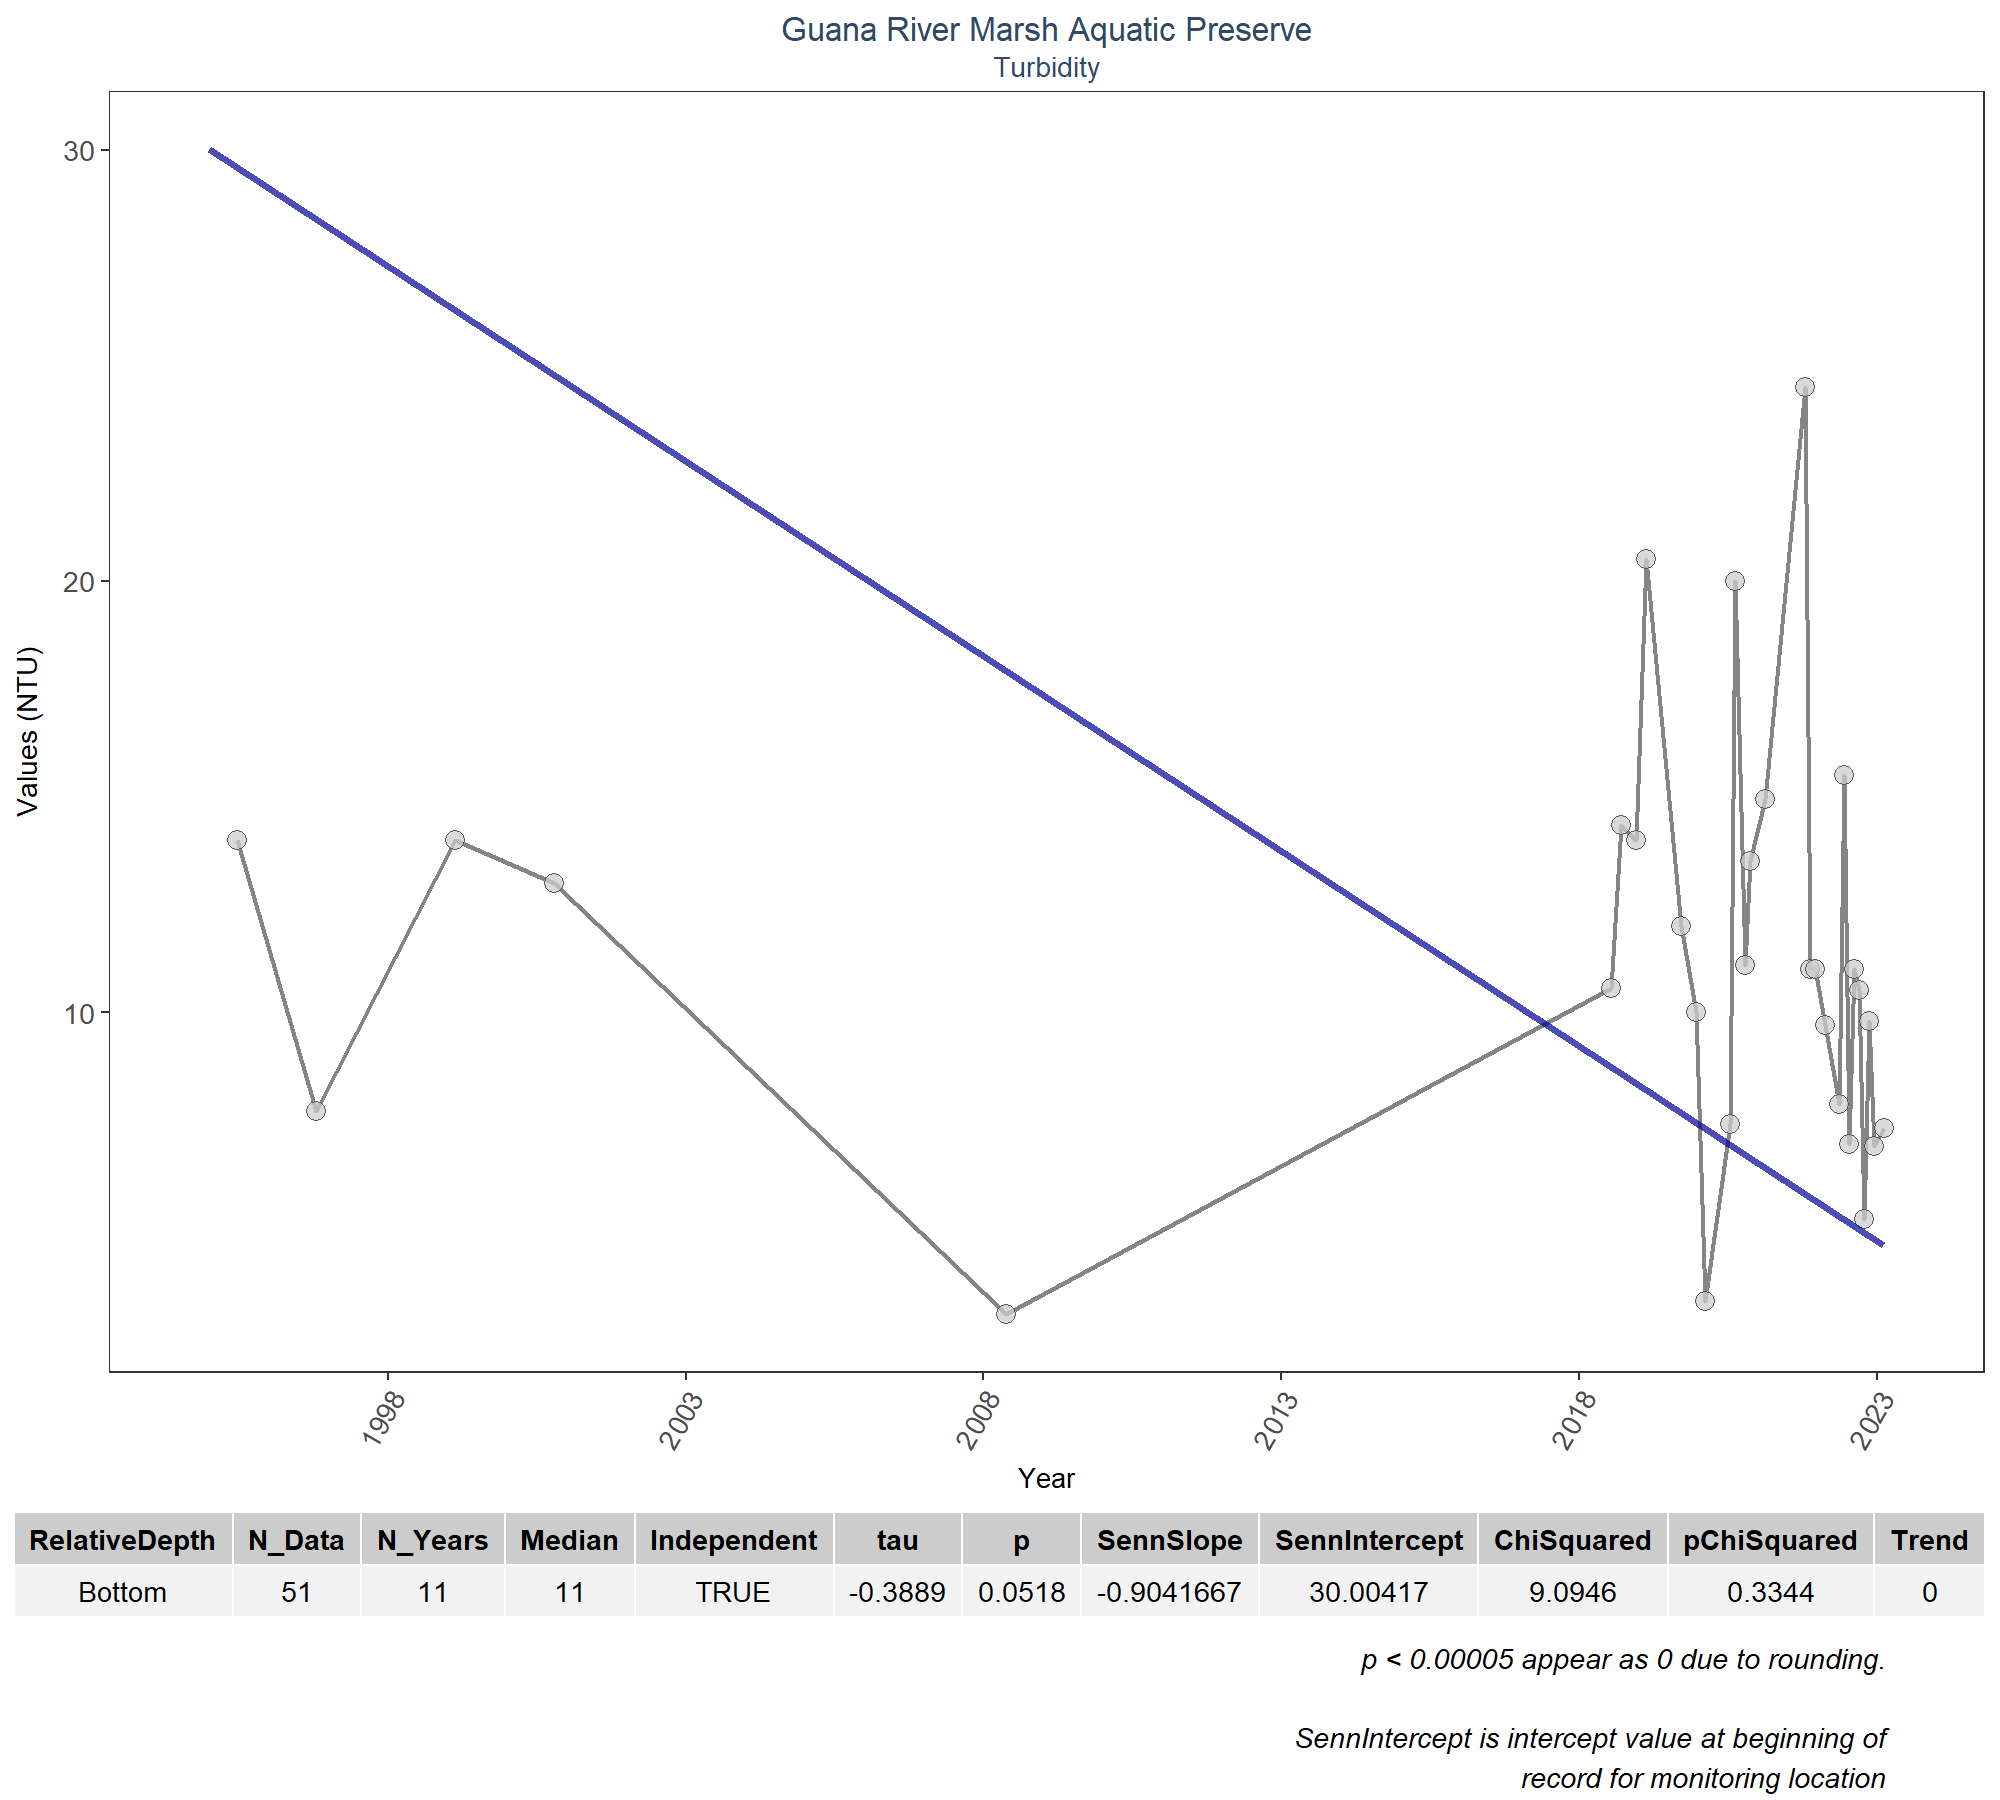 Guana River Marsh Aquatic Preserve
Turbidity
30
20
10
Values (NTU)
1998
2003
2008
2013
2018
2023
Year
RelativeDepth N_Data N_Years Median Independent tau p SennSlope SennIntercept ChiSquared pChiSquared Trend
Bottom 51 11 11 TRUE -0.3889 0.0518 -0.9041667 30.00417 9.0946 0.3344 0
p < 0.00005 appear as 0 due to rounding.
SennIntercept is intercept value at beginning of
record for monitoring location